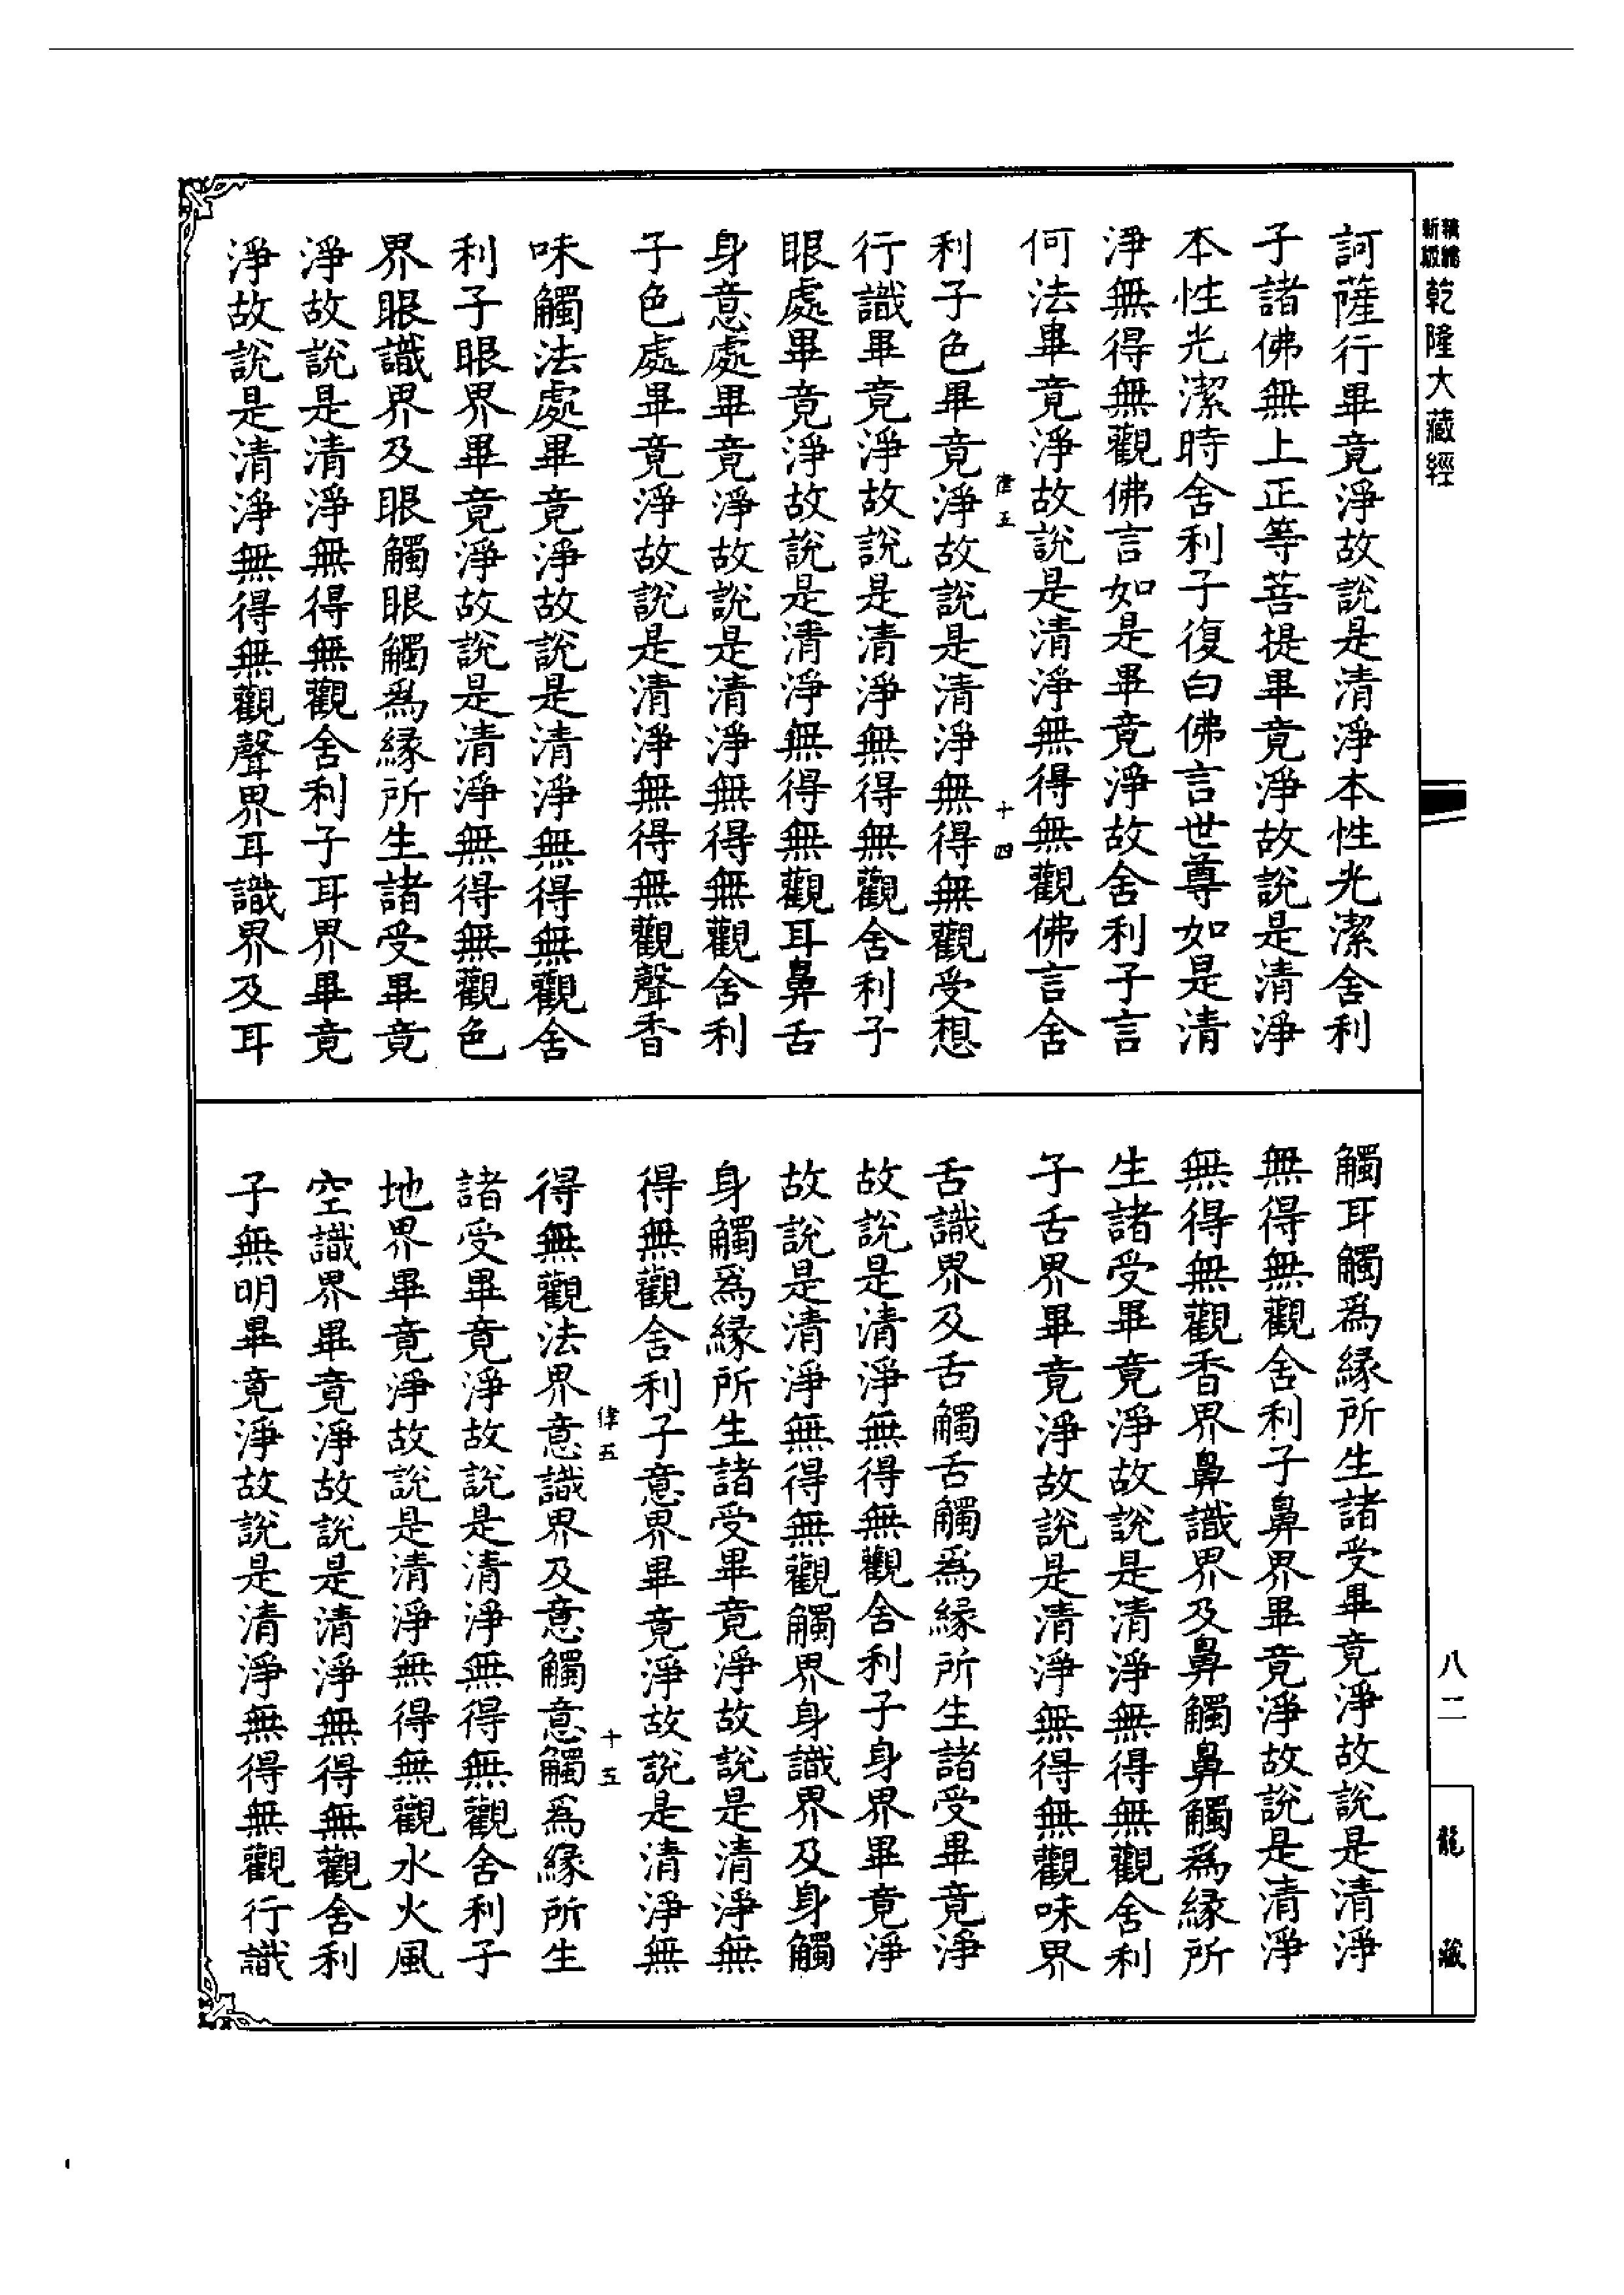 新編縮版乾隆大藏經
訶薩行畢竟淨故說是清淨本性光潔舍利
子諸佛無上正等菩提畢竟淨故說是清淨
本性光潔時舍利子復白佛言世尊如是清
淨無得無觀佛言如是畢竟淨故舍利子言
何法畢竟淨故說是清淨無得無觀佛言舍
律五 十四
利子色畢竟淨故說是清淨無得無觀受想
行識畢竟淨故說是清淨無得無觀舍利子
眼處畢竟淨故說是清淨無得無觀耳鼻舌
身意處畢竟淨故說是清淨無得無觀舍利
子色處畢竟淨故說是清淨無得無觀聲香
味觸法處畢竟淨故說是清淨無得無觀舍
利子眼界畢竟淨故說是清淨無得無觀色
界眼識界及眼觸眼觸爲緣所生諸受畢竟
淨故說是清淨無得無觀舍利子耳界畢竟
淨故說是清淨無得無觀聲界耳識界及耳
觸耳觸爲緣所生諸受畢竟淨故說是清淨
無得無觀舍利子鼻界畢竟淨故說是清淨
無得無觀香界鼻識界及鼻觸鼻觸爲緣所
生諸受畢竟淨故說是清淨無得無觀舍利
子舌界畢竟淨故說是清淨無得無觀味界
舌識界及舌觸舌觸爲緣所生諸受畢竟淨
故說是清淨無得無觀舍利子身界畢竟淨
故說是清淨無得無觀觸界身識界及身觸
身觸爲緣所生諸受畢竟淨故說是清淨無
得無觀舍利子意界畢竟淨故說是清淨無
律五 十五
得無觀法界意識界及意觸意觸爲緣所生
諸受畢竟淨故說是清淨無得無觀舍利子
地界畢竟淨故說是清淨無得無觀水火風
空識界畢竟淨故說是清淨無得無觀舍利
子無明畢竟淨故說是清淨無得無觀行識
八二
龍藏